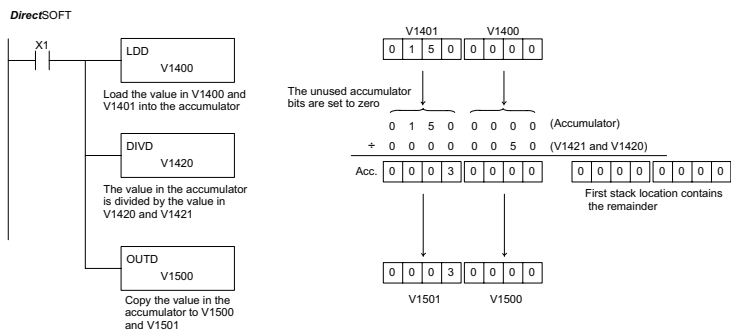 DirectSOFT
X1
LDD
V1400
Load the value in V1400 and
V1401 into the accumulator
DIVD
V1420
The value in the accumulator
is divided by the value in
V1420 and V1421
OUTD
V1500
Copy the value in the
accumulator to V1500
and V1501
V1401 V1400
0 1 5 0 0 0 0 0
The unused accumulator
bits are set to zero
0 1 5 0 0 0 0 0 (Accumulator)
÷ 0 0 0 0 0 0 5 0 (V1421 and V1420)
Acc. 0 0 0 3 0 0 0 0 0 0 0 0 0 0 0 0
First stack location contains
the remainder
0 0 0 3 0 0 0 0
V1501 V1500